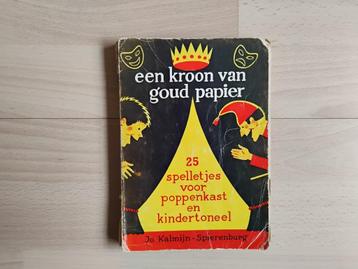 een kroon van
goud papier
25
spelletjes
voor
poppenkast
en
kindertoneel
Jo Kalmijn-Spierenburg